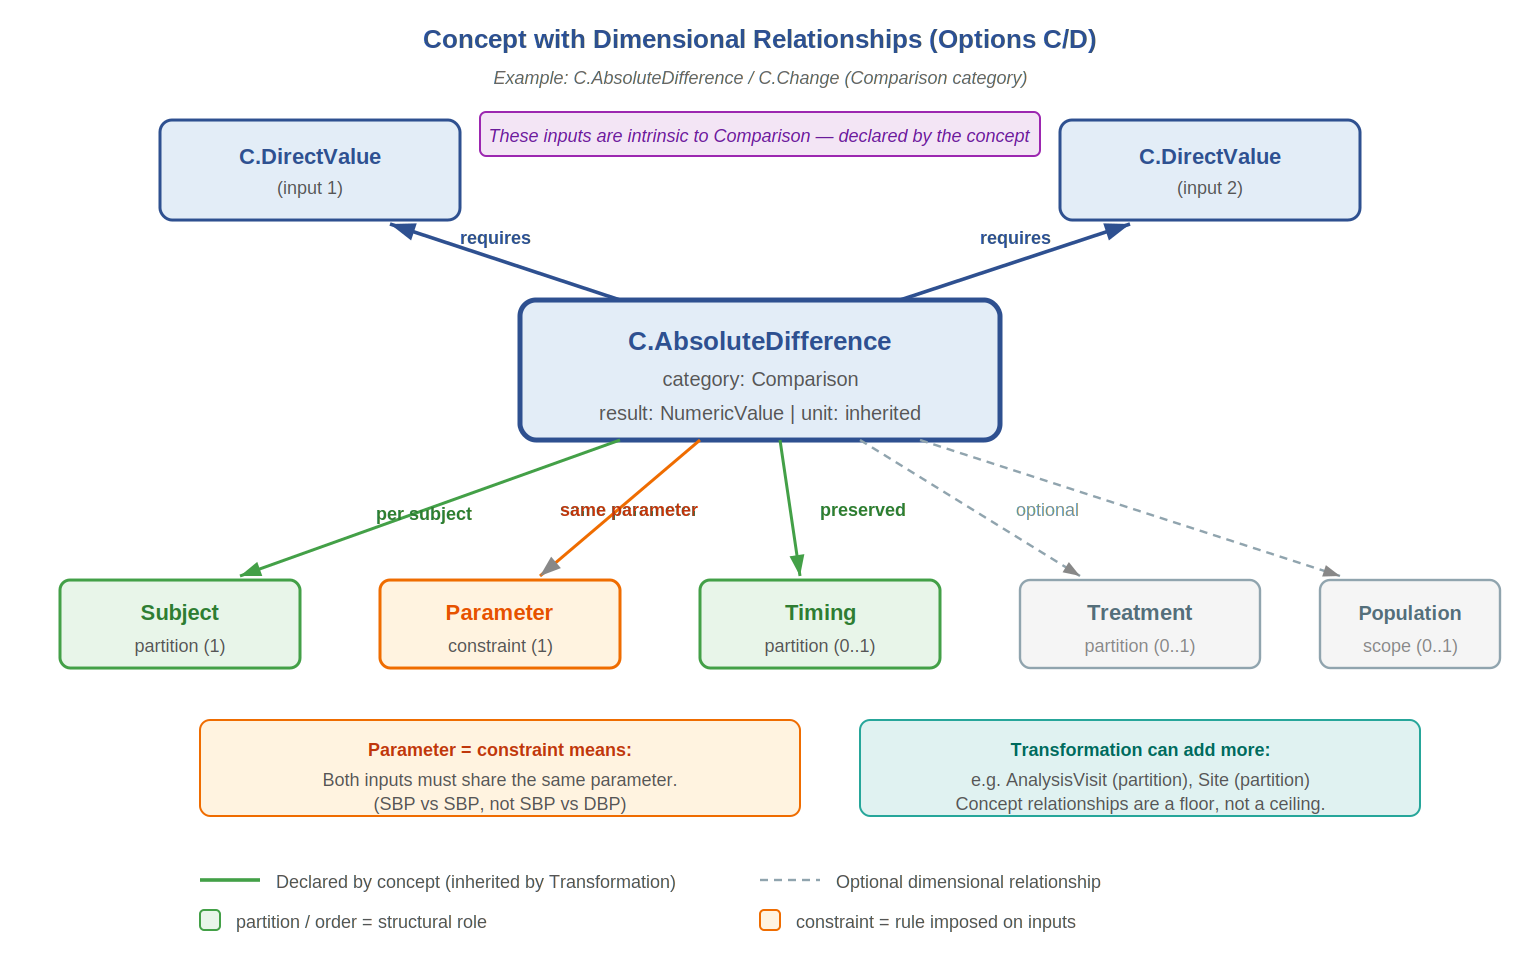 Concept with Dimensional Relationships (Options C/D)
Example: C.AbsoluteDifference / C.Change (Comparison category)
These inputs are intrinsic to Comparison — declared by the concept
C.DirectValue
(input 1)
C.DirectValue
(input 2)
requires
requires
C.AbsoluteDifference
category: Comparison
result: NumericValue | unit: inherited
per subject
same parameter
preserved
optional
Subject
partition (1)
Parameter
constraint (1)
Timing
partition (0..1)
Treatment
partition (0..1)
Population
scope (0..1)
Parameter = constraint means:
Both inputs must share the same parameter.
(SBP vs SBP, not SBP vs DBP)
Transformation can add more:
e.g. AnalysisVisit (partition), Site (partition)
Concept relationships are a floor, not a ceiling.
Declared by concept (inherited by Transformation)
Optional dimensional relationship
partition / order = structural role
constraint = rule imposed on inputs